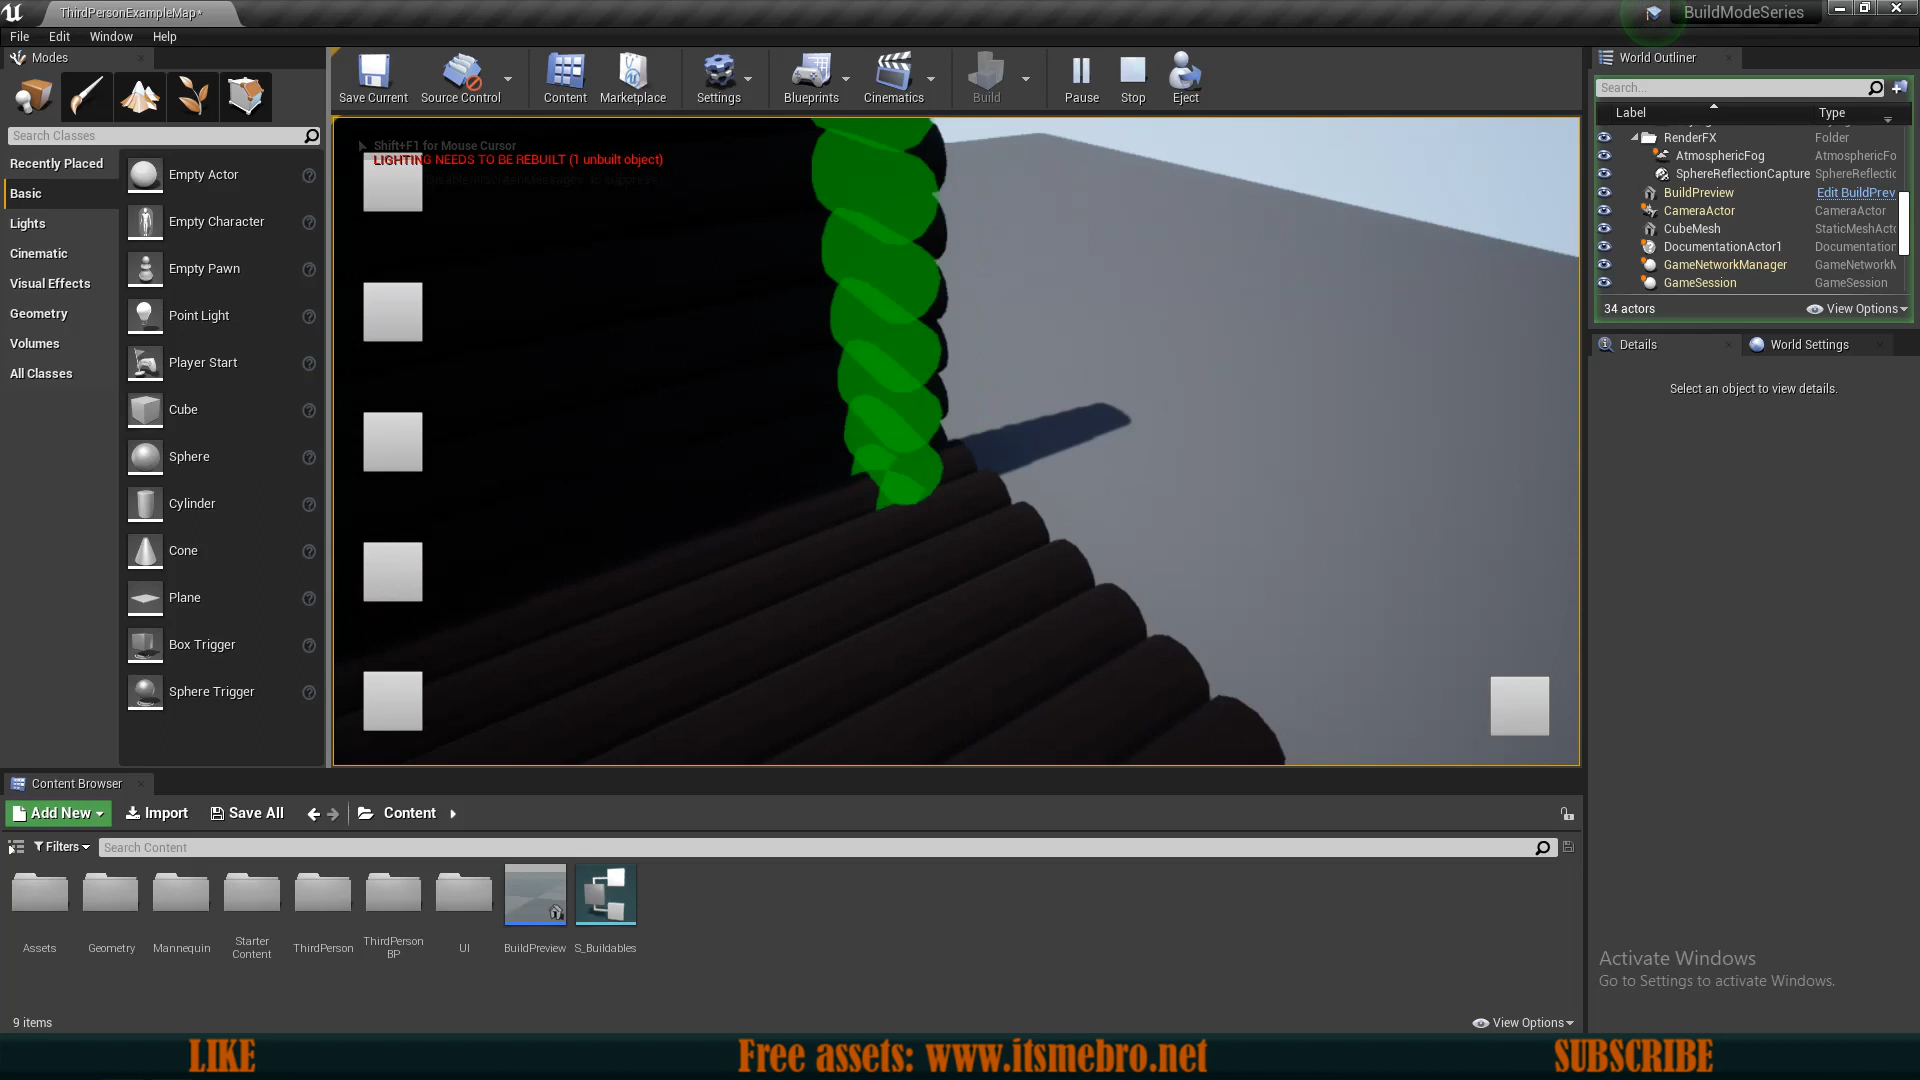 ThirdPersonExampleMap*
BuildModeSeries
File Edit Window Help
Modes
Search Classes
Recently Placed
Basic
Lights
Cinematic
Visual Effects
Geometry
Volumes
All Classes
Empty Actor
Empty Character
Empty Pawn
Point Light
Player Start
Cube
Sphere
Cylinder
Cone
Plane
Box Trigger
Sphere Trigger
Save Current Source Control Content Marketplace Settings Blueprints Cinematics Build Pause Stop Eject
Shift+F1 for Mouse Cursor
LIGHTING NEEDS TO BE REBUILT (1 unbuilt object)
World Outliner
Search...
Label Type
RenderFX Folder
AtmosphericFog AtmosphericFo
SphereReflectionCapture SphereReflectic
BuildPreview Edit BuildPrev
CameraActor CameraActor
CubeMesh StaticMeshActo
DocumentationActor1 Documentation
GameNetworkManager GameNetworkM
GameSession GameSession
34 actors View Options
Details World Settings
Select an object to view details.
Content Browser
Add New Import Save All Content
Filters Search Content
Assets Geometry Mannequin Starter Content ThirdPerson ThirdPerson BP UI BuildPreview S_Buildables
9 items View Options
Activate Windows
Go to Settings to activate Windows.
LIKE Free assets: www.itsmebro.net SUBSCRIBE